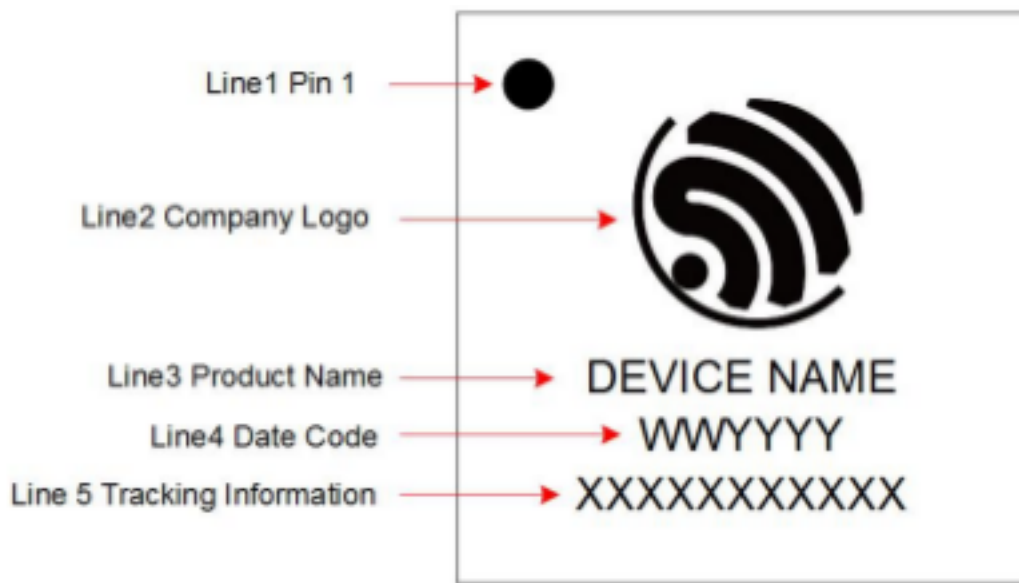 Line1 Pin 1
Line2 Company Logo
Line3 Product Name
DEVICE NAME
Line4 Date Code
WWYYYY
Line 5 Tracking Information
XXXXXXXXXXX